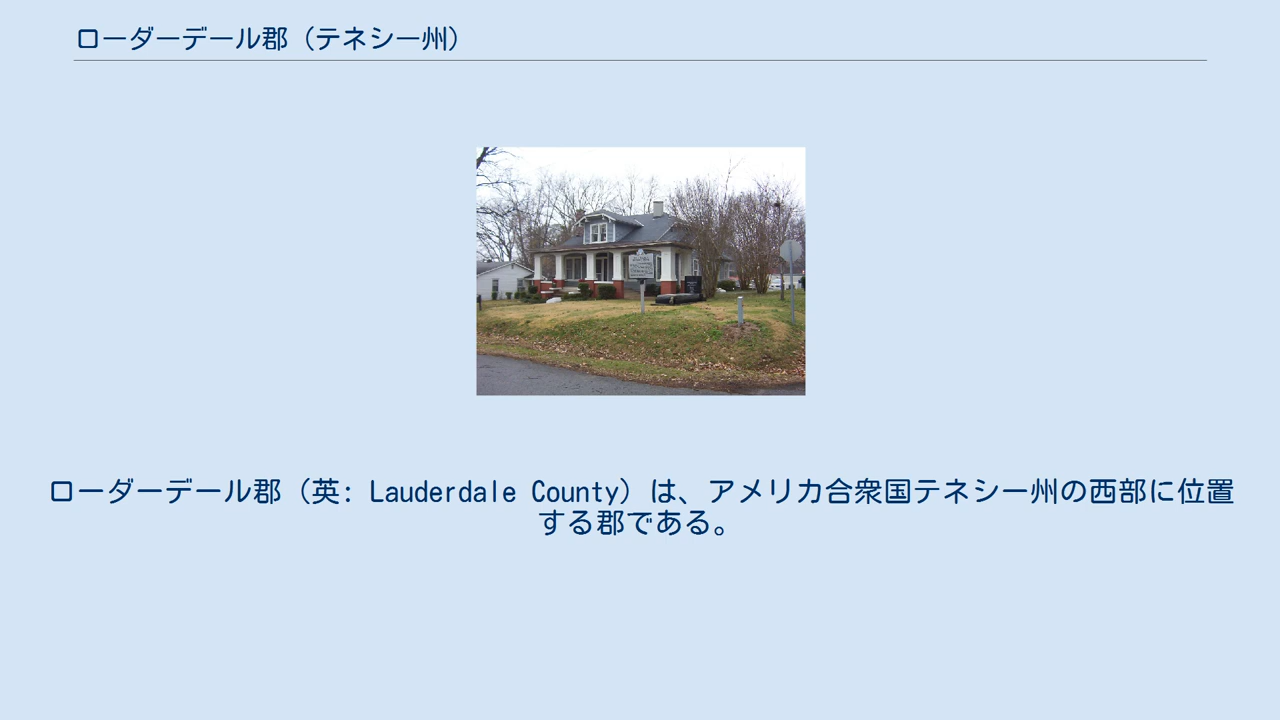 ローダーデール郡（テネシー州）
ローダーデール郡（英: Lauderdale County）は、アメリカ合衆国テネシー州の西部に位置
する郡である。